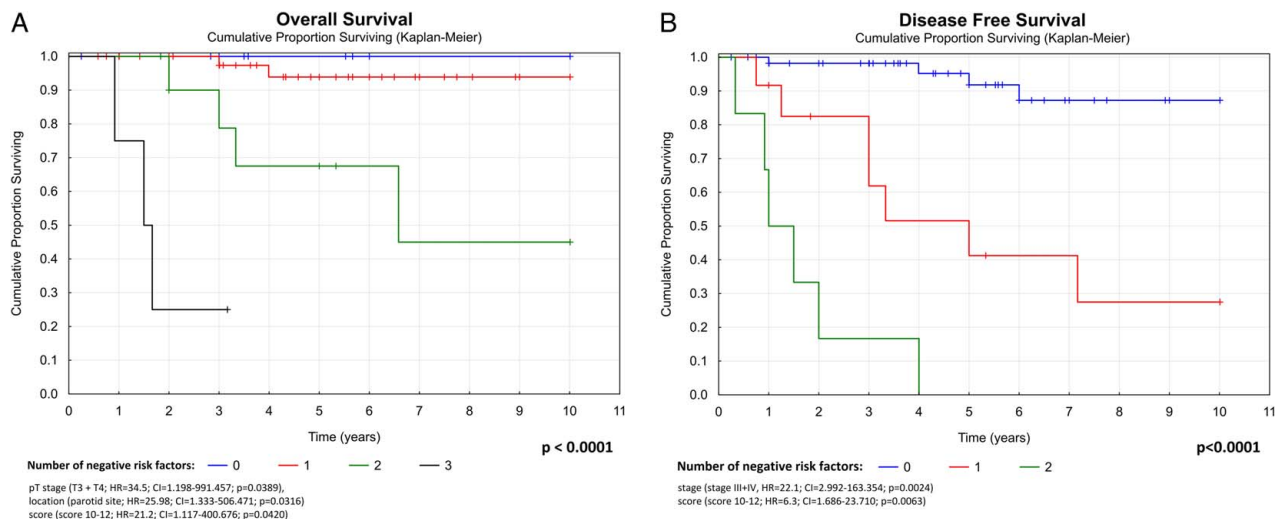 A
Overall Survival
Cumulative Proportion Surviving (Kaplan-Meier)
Cumulative Proportion Surviving
1.0
0.9
0.8
0.7
0.6
0.5
0.4
0.3
0.2
0.1
0.0
0 1 2 3 4 5 6 7 8 9 10 11
Time (years)
p < 0.0001
Number of negative risk factors: 0 1 2 3
pT stage (T3 + T4; HR=34.5; CI=1.198-991.457; p=0.0389),
location (parotid site; HR=25.98; CI=1.333-506.471; p=0.0316)
score (score 10-12; HR=21.2; CI=1.117-400.676; p=0.0420)
B
Disease Free Survival
Cumulative Proportion Surviving (Kaplan-Meier)
Cumulative Proportion Surviving
1.0
0.9
0.8
0.7
0.6
0.5
0.4
0.3
0.2
0.1
0.0
0 1 2 3 4 5 6 7 8 9 10 11
Time (years)
p<0.0001
Number of negative risk factors: 0 1 2
stage (stage III+IV, HR=22.1; CI=2.992-163.354; p=0.0024)
score (score 10-12; HR=6.3; CI=1.686-23.710; p=0.0063)